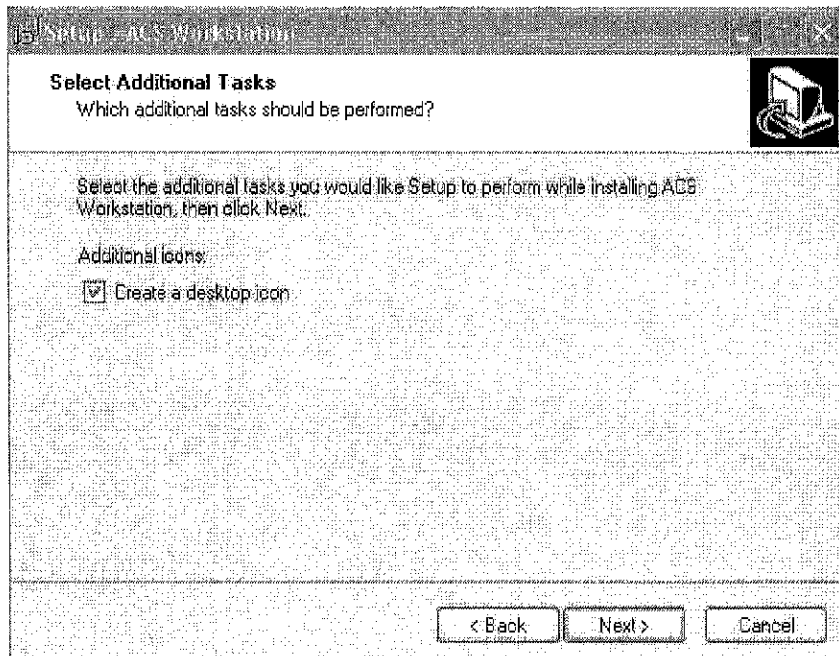 Setup - ACS Workstation
Select Additional Tasks
Which additional tasks should be performed?
Select the additional tasks you would like Setup to perform while installing ACS
Workstation, then click Next.
Additional icons:
Create a desktop icon
< Back
Next >
Cancel